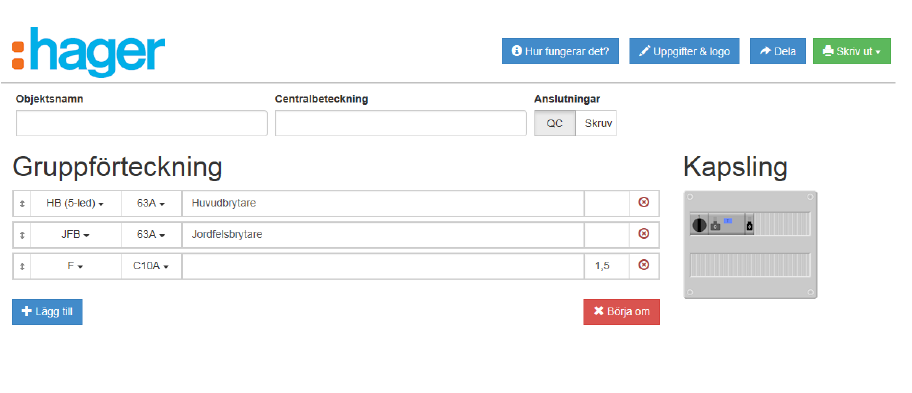 :hager
Hur fungerar det? Uppgifter & logo Dela Skriv ut
Objektsnamn Centralbeteckning Anslutningar
QC Skruv
Gruppförteckning Kapsling
HB (5-led) 63A Huvudbrytare
JFB 63A Jordfelsbrytare
F C10A 1,5
Lägg till Börja om